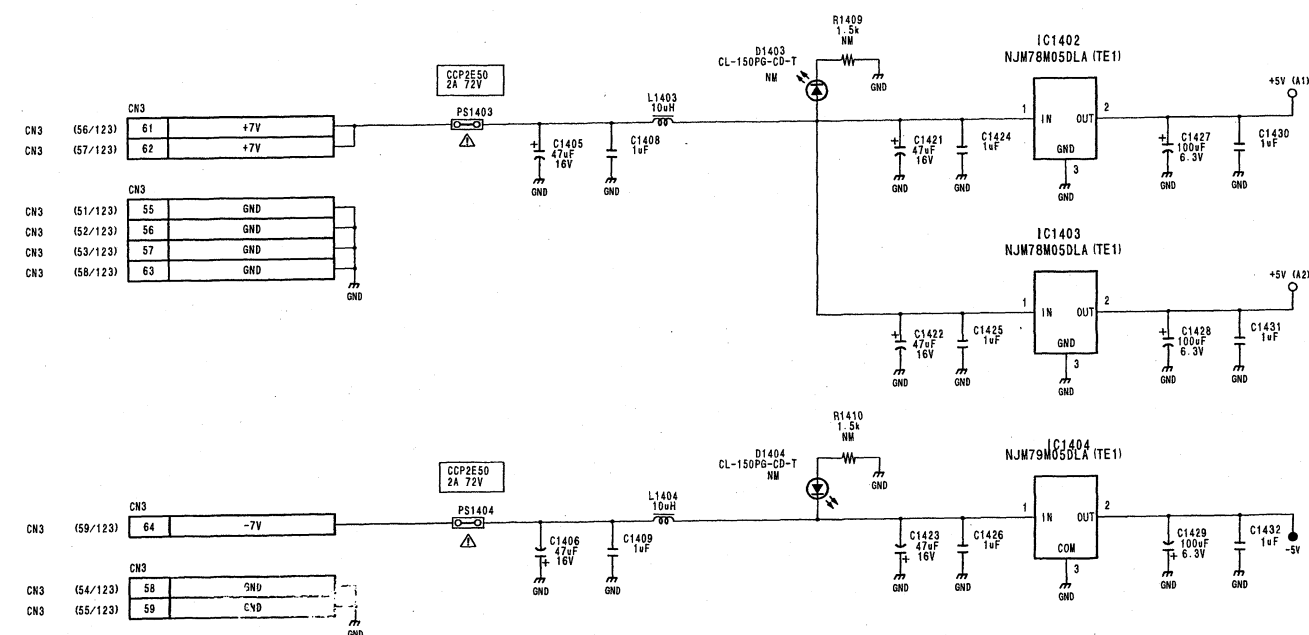 R1409
1.5k
NM
D1403
CL-150PG-CD-T
NM
GND
IC1402
NJM78M05DLA (TE1)
CCP2E50
2A 72V
PS1403
L1403
10uH
+5V (A1)
1
IN
OUT
2
GND
3
GND
CN3
CN3 (56/123) 61 +7V
CN3 (57/123) 62 +7V
+ C1405
47uF
16V
GND
C1408
1uF
GND
+ C1421
47uF
16V
GND
C1424
1uF
GND
+ C1427
100uF
6.3V
GND
C1430
1uF
GND
CN3
CN3 (51/123) 55 GND
CN3 (52/123) 56 GND
CN3 (53/123) 57 GND
CN3 (58/123) 63 GND
GND
IC1403
NJM78M05DLA (TE1)
+5V (A2)
1
IN
OUT
2
GND
3
GND
+ C1422
47uF
16V
GND
C1425
1uF
GND
+ C1428
100uF
6.3V
GND
C1431
1uF
GND
R1410
1.5k
NM
D1404
CL-150PG-CD-T
NM
GND
IC1404
NJM79M05DLA (TE1)
CCP2E50
2A 72V
PS1404
L1404
10uH
CN3
CN3 (59/123) 64 -7V
1
IN
OUT
2
COM
3
GND
C1406
47uF
+ 16V
GND
C1409
1uF
GND
C1423
47uF
+ 16V
GND
C1426
1uF
GND
C1429
100uF
+ 6.3V
GND
C1432
1uF
GND
-5V
CN3
CN3 (54/123) 58 GND
CN3 (55/123) 59 GND
GND